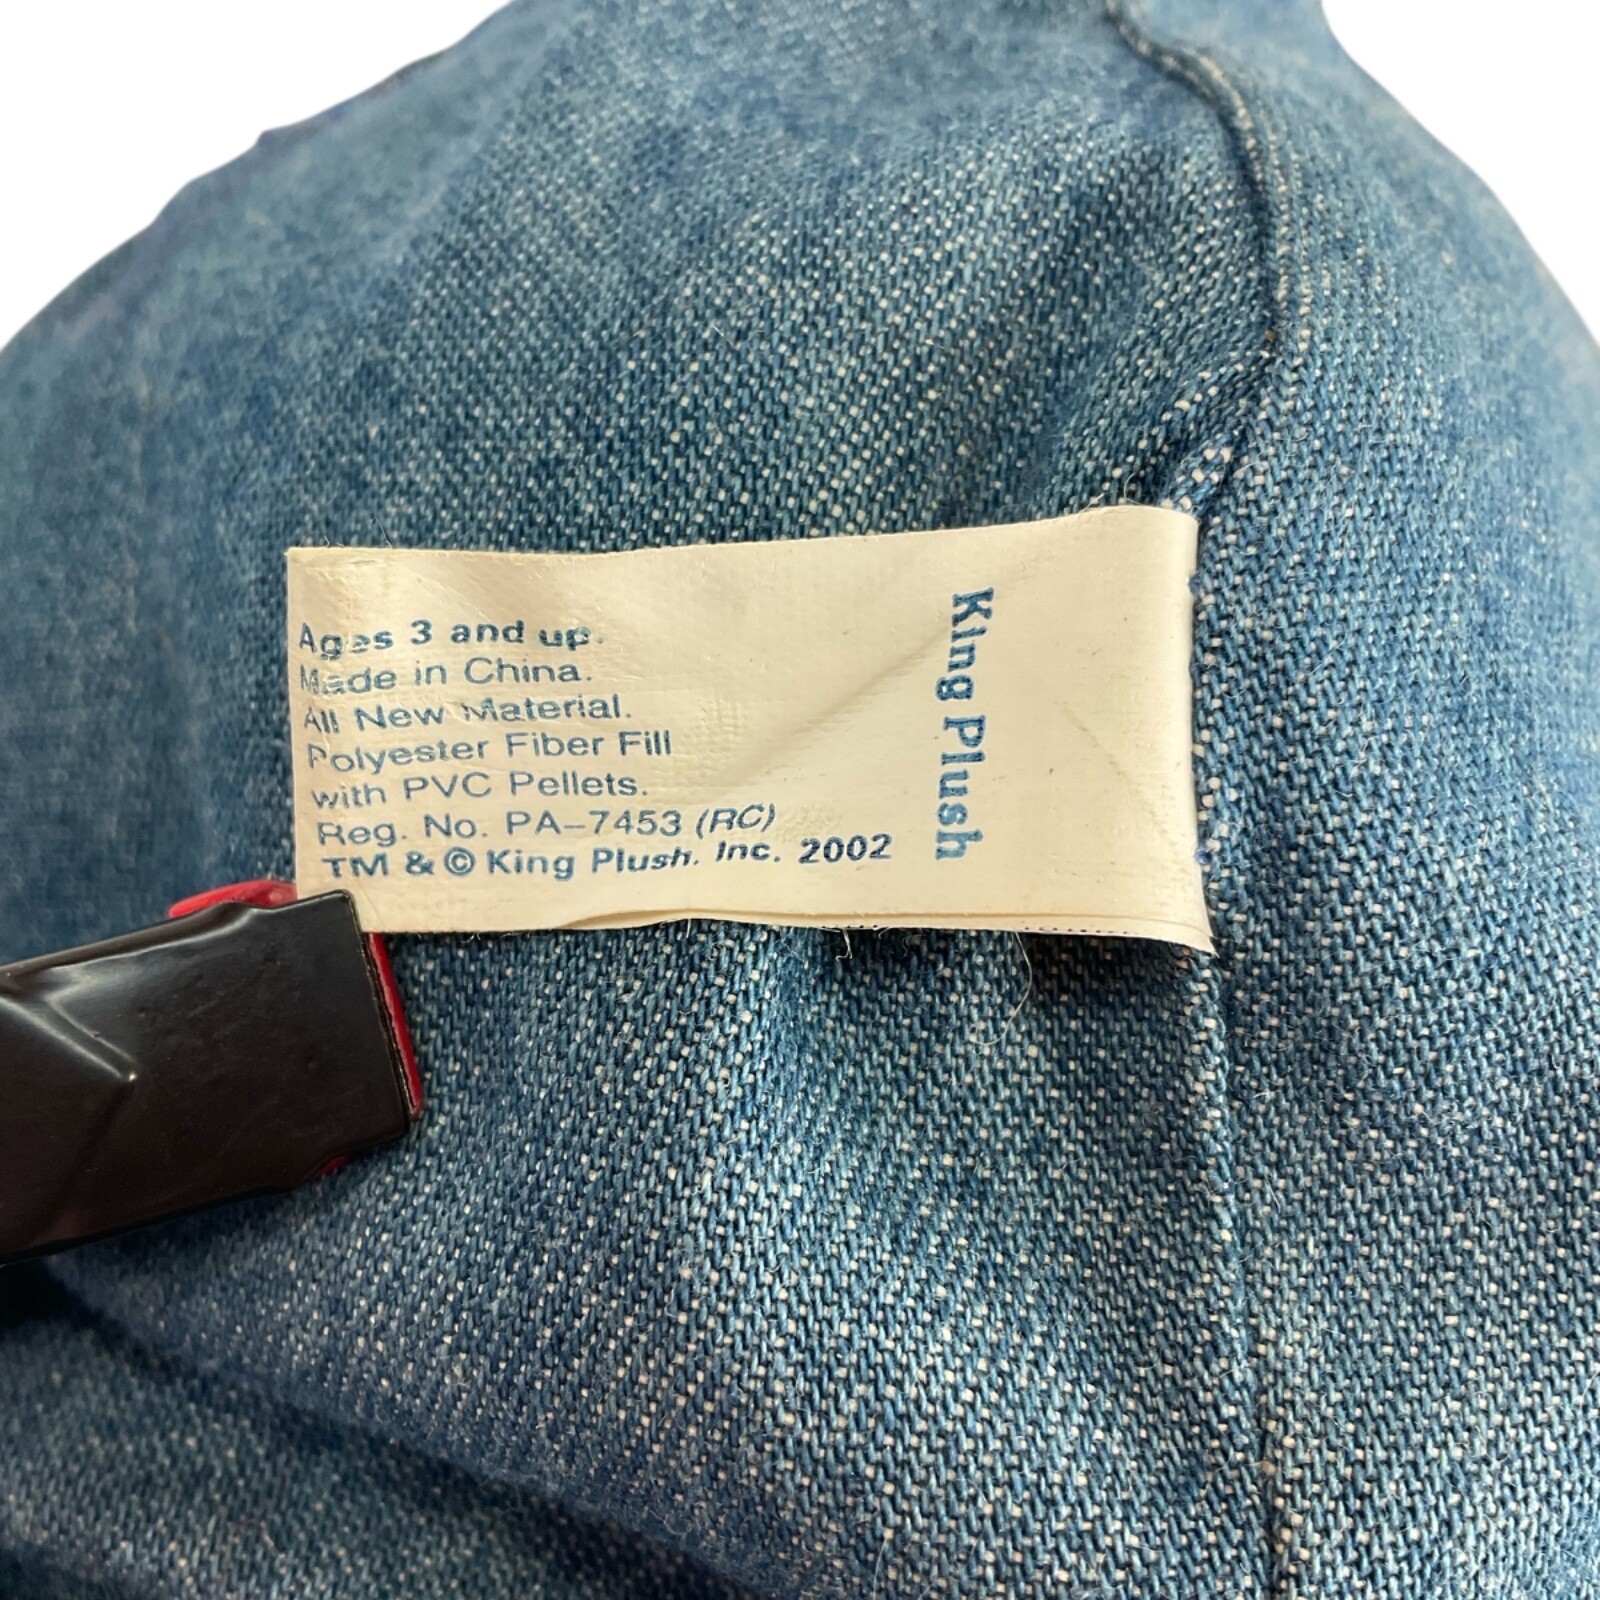 Ages 3 and up.
Made in China.
All New Material.
Polyester Fiber Fill
with PVC Pellets.
Reg. No. PA-7453 (RC)
TM & © King Plush, Inc. 2002
King Plush